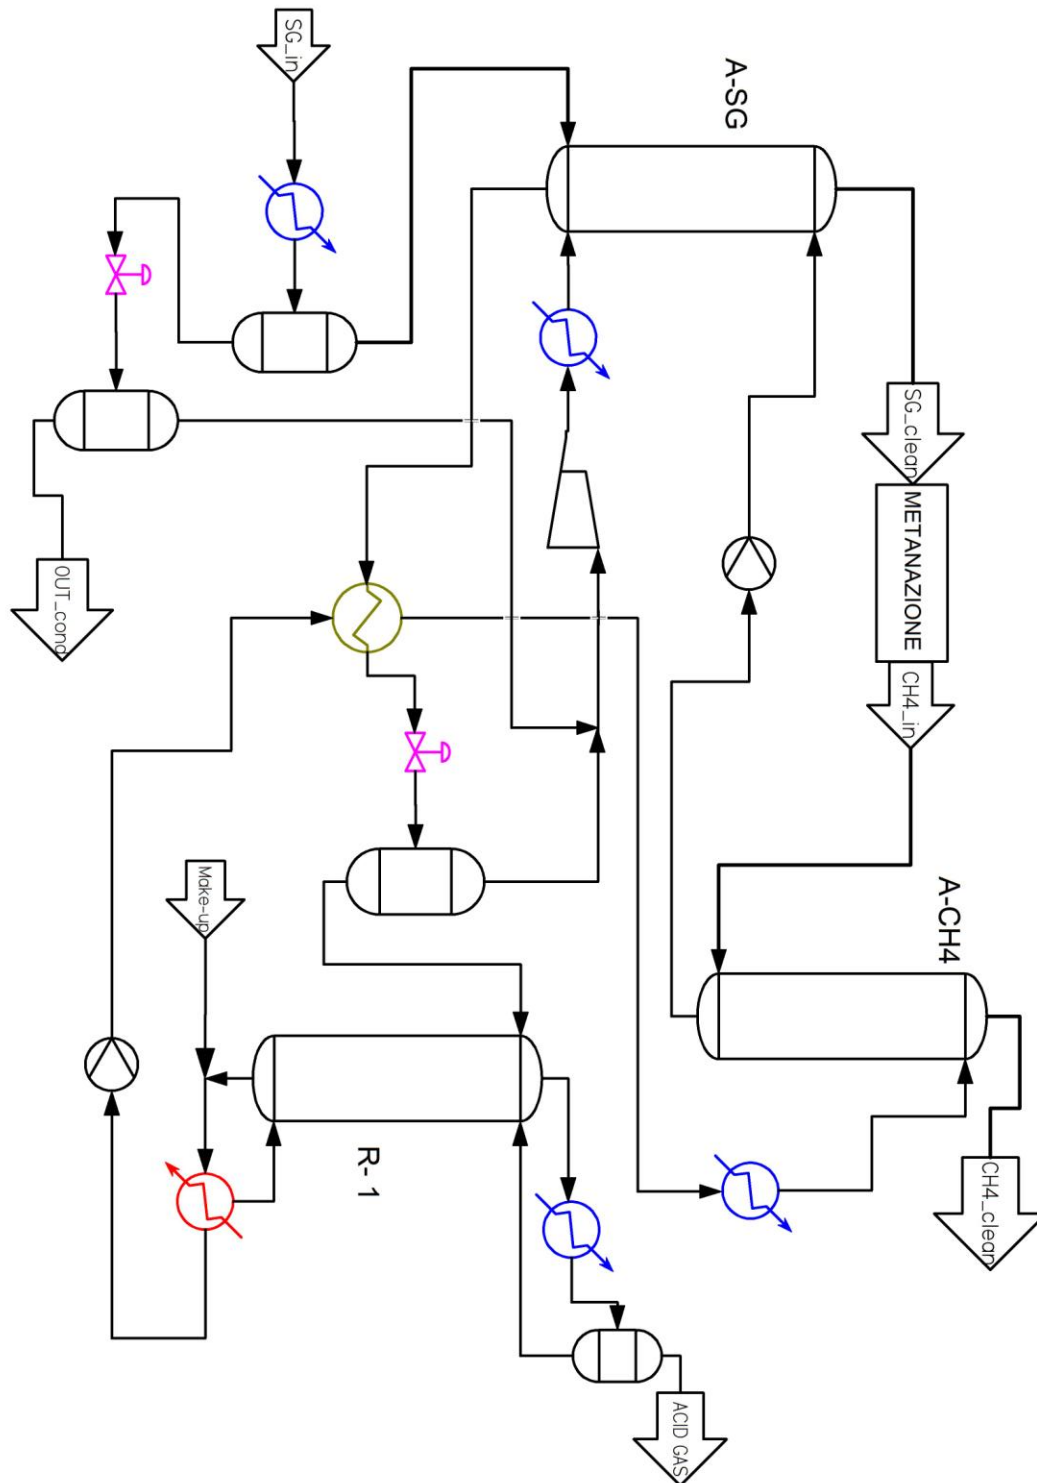 SG_in
A-SG
SG_clean
METANAZIONE
CH4_in
OUT_cond
A-CH4
Make-up
R-1
CH4_clean
ACID GAS